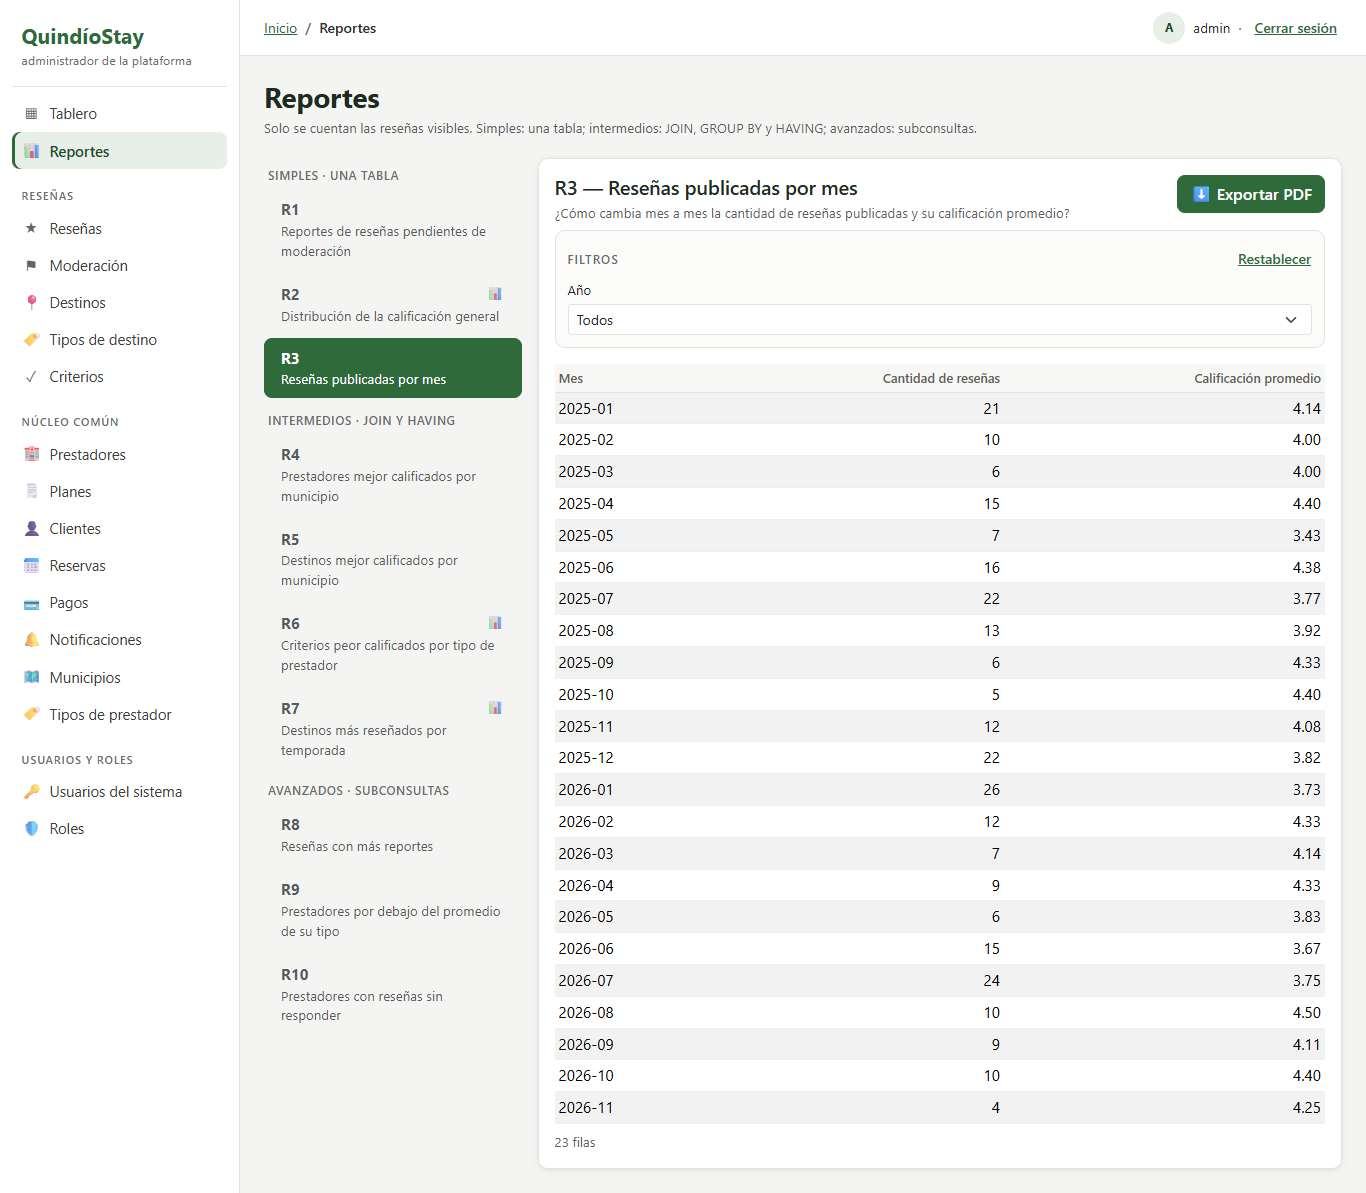 QuindíoStay
administrador de la plataforma
Tablero
Reportes
RESEÑAS
Reseñas
Moderación
Destinos
Tipos de destino
Criterios
NÚCLEO COMÚN
Prestadores
Planes
Clientes
Reservas
Pagos
Notificaciones
Municipios
Tipos de prestador
USUARIOS Y ROLES
Usuarios del sistema
Roles
Inicio / Reportes
A admin · Cerrar sesión
Reportes
Solo se cuentan las reseñas visibles. Simples: una tabla; intermedios: JOIN, GROUP BY y HAVING; avanzados: subconsultas.
SIMPLES · UNA TABLA
R1
Reportes de reseñas pendientes de
moderación
R2
Distribución de la calificación general
R3
Reseñas publicadas por mes
INTERMEDIOS · JOIN Y HAVING
R4
Prestadores mejor calificados por
municipio
R5
Destinos mejor calificados por
municipio
R6
Criterios peor calificados por tipo de
prestador
R7
Destinos más reseñados por
temporada
AVANZADOS · SUBCONSULTAS
R8
Reseñas con más reportes
R9
Prestadores por debajo del promedio
de su tipo
R10
Prestadores con reseñas sin
responder
R3 — Reseñas publicadas por mes
¿Cómo cambia mes a mes la cantidad de reseñas publicadas y su calificación promedio?
Exportar PDF
FILTROS
Restablecer
Año
Todos
Mes Cantidad de reseñas Calificación promedio
2025-01 21 4.14
2025-02 10 4.00
2025-03 6 4.00
2025-04 15 4.40
2025-05 7 3.43
2025-06 16 4.38
2025-07 22 3.77
2025-08 13 3.92
2025-09 6 4.33
2025-10 5 4.40
2025-11 12 4.08
2025-12 22 3.82
2026-01 26 3.73
2026-02 12 4.33
2026-03 7 4.14
2026-04 9 4.33
2026-05 6 3.83
2026-06 15 3.67
2026-07 24 3.75
2026-08 10 4.50
2026-09 9 4.11
2026-10 10 4.40
2026-11 4 4.25
23 filas